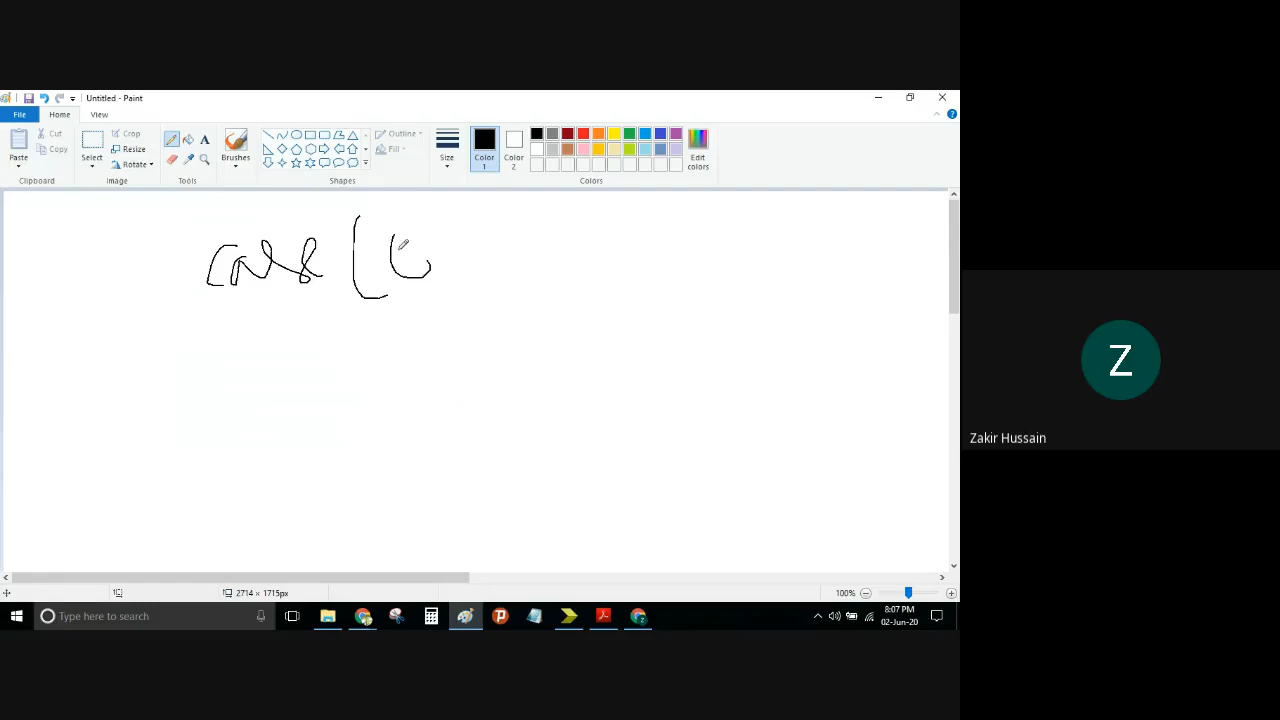 Untitled - Paint
File Home View
Paste
Cut
Copy
Clipboard
Select
Crop
Resize
Rotate
Image
Tools
Brushes
Shapes
Outline
Fill
Size
Color 1
Color 2
Edit colors
Colors
Z
Zakir Hussain
2714 × 1715px
100%
Type here to search
8:07 PM
02-Jun-20